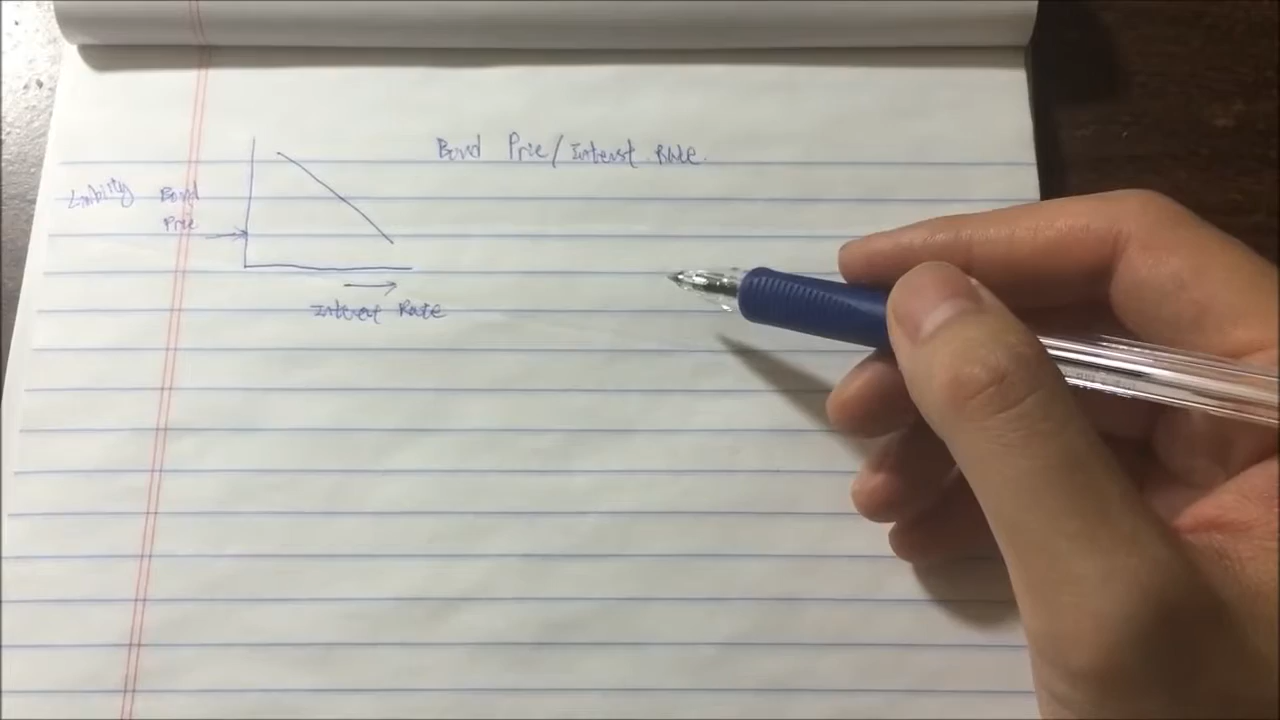 Bond Price/Interest Rate.
Liability Bond
Price
Interest Rate